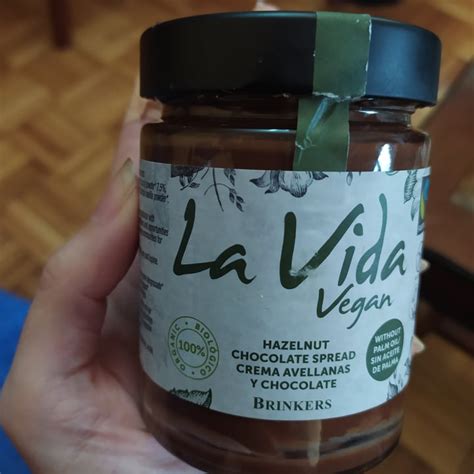 La Vida
Vegan
HAZELNUT
CHOCOLATE SPREAD
CREMA AVELLANAS
Y CHOCOLATE
BRINKERS
ORGANIC • BIOLÓGICO •
100%
WITHOUT
PALM OIL/
SIN ACEITE
DE PALMA